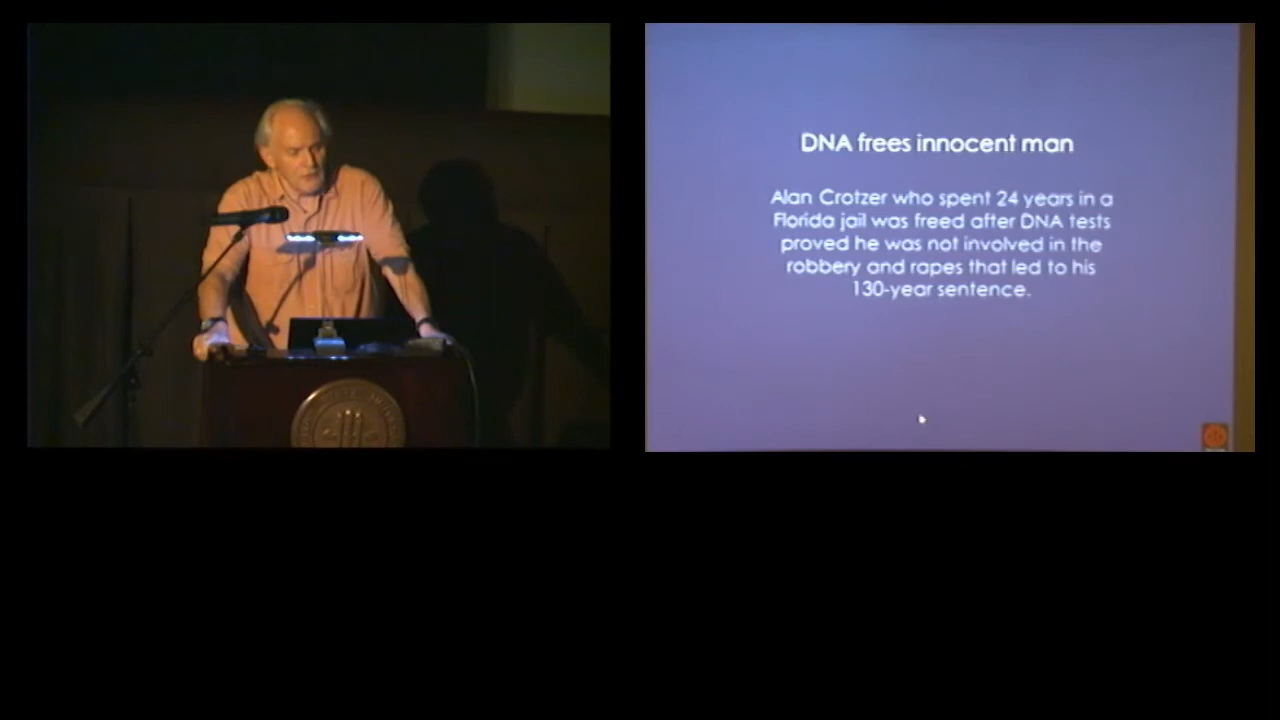 DNA frees innocent man
Alan Crotzer who spent 24 years in a
Florida jail was freed after DNA tests
proved he was not involved in the
robbery and rapes that led to his
130-year sentence.